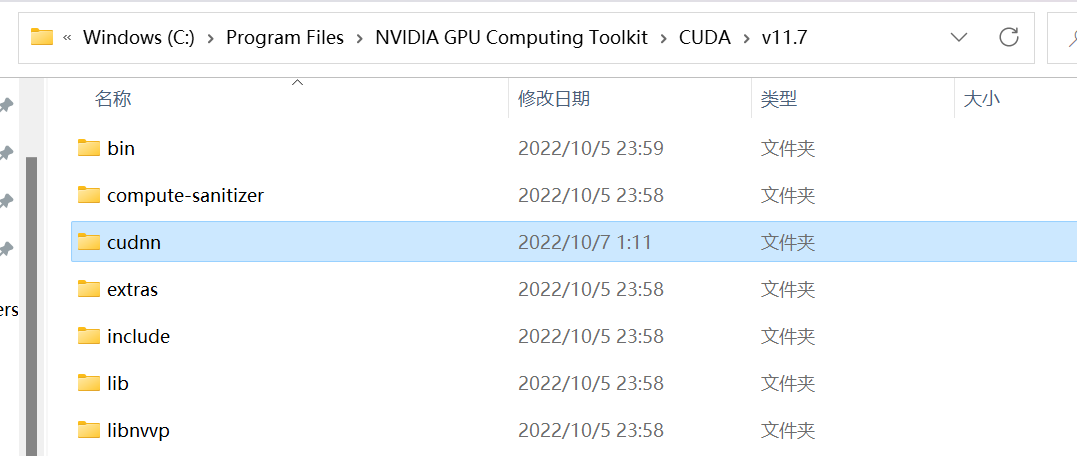 « Windows (C:) › Program Files › NVIDIA GPU Computing Toolkit › CUDA › v11.7
名称 修改日期 类型 大小
bin 2022/10/5 23:59 文件夹
compute-sanitizer 2022/10/5 23:58 文件夹
cudnn 2022/10/7 1:11 文件夹
extras 2022/10/5 23:58 文件夹
ers
include 2022/10/5 23:58 文件夹
lib 2022/10/5 23:58 文件夹
libnvvp 2022/10/5 23:58 文件夹